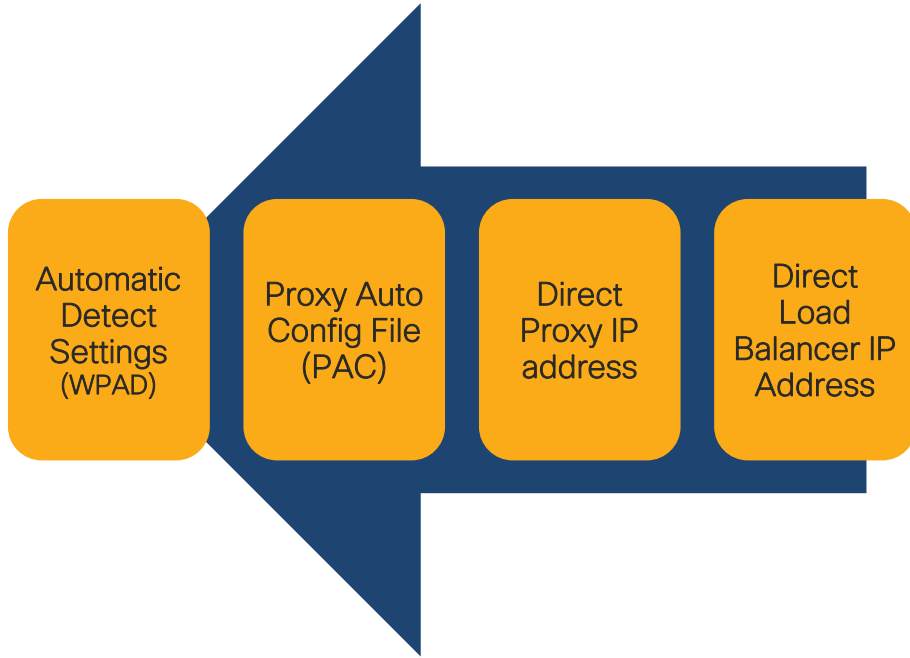 Automatic
Detect
Settings
(WPAD)
Proxy Auto
Config File
(PAC)
Direct
Proxy IP
address
Direct
Load
Balancer IP
Address